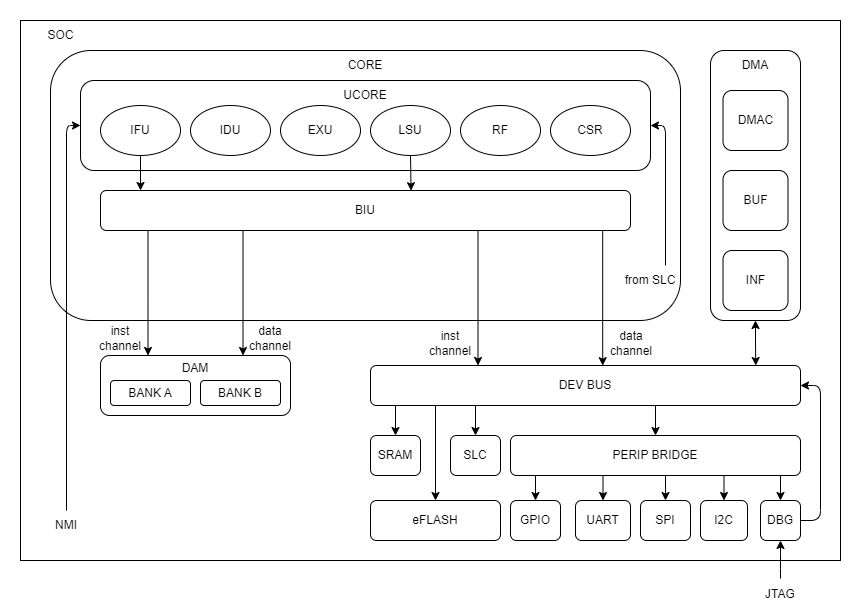 SOC
CORE
DMA
UCORE
IFU
IDU
EXU
LSU
RF
CSR
DMAC
BIU
BUF
from SLC
INF
inst
channel
data
channel
inst
channel
data
channel
DAM
BANK A
BANK B
DEV BUS
SRAM
SLC
PERIP BRIDGE
eFLASH
GPIO
UART
SPI
I2C
DBG
NMI
JTAG